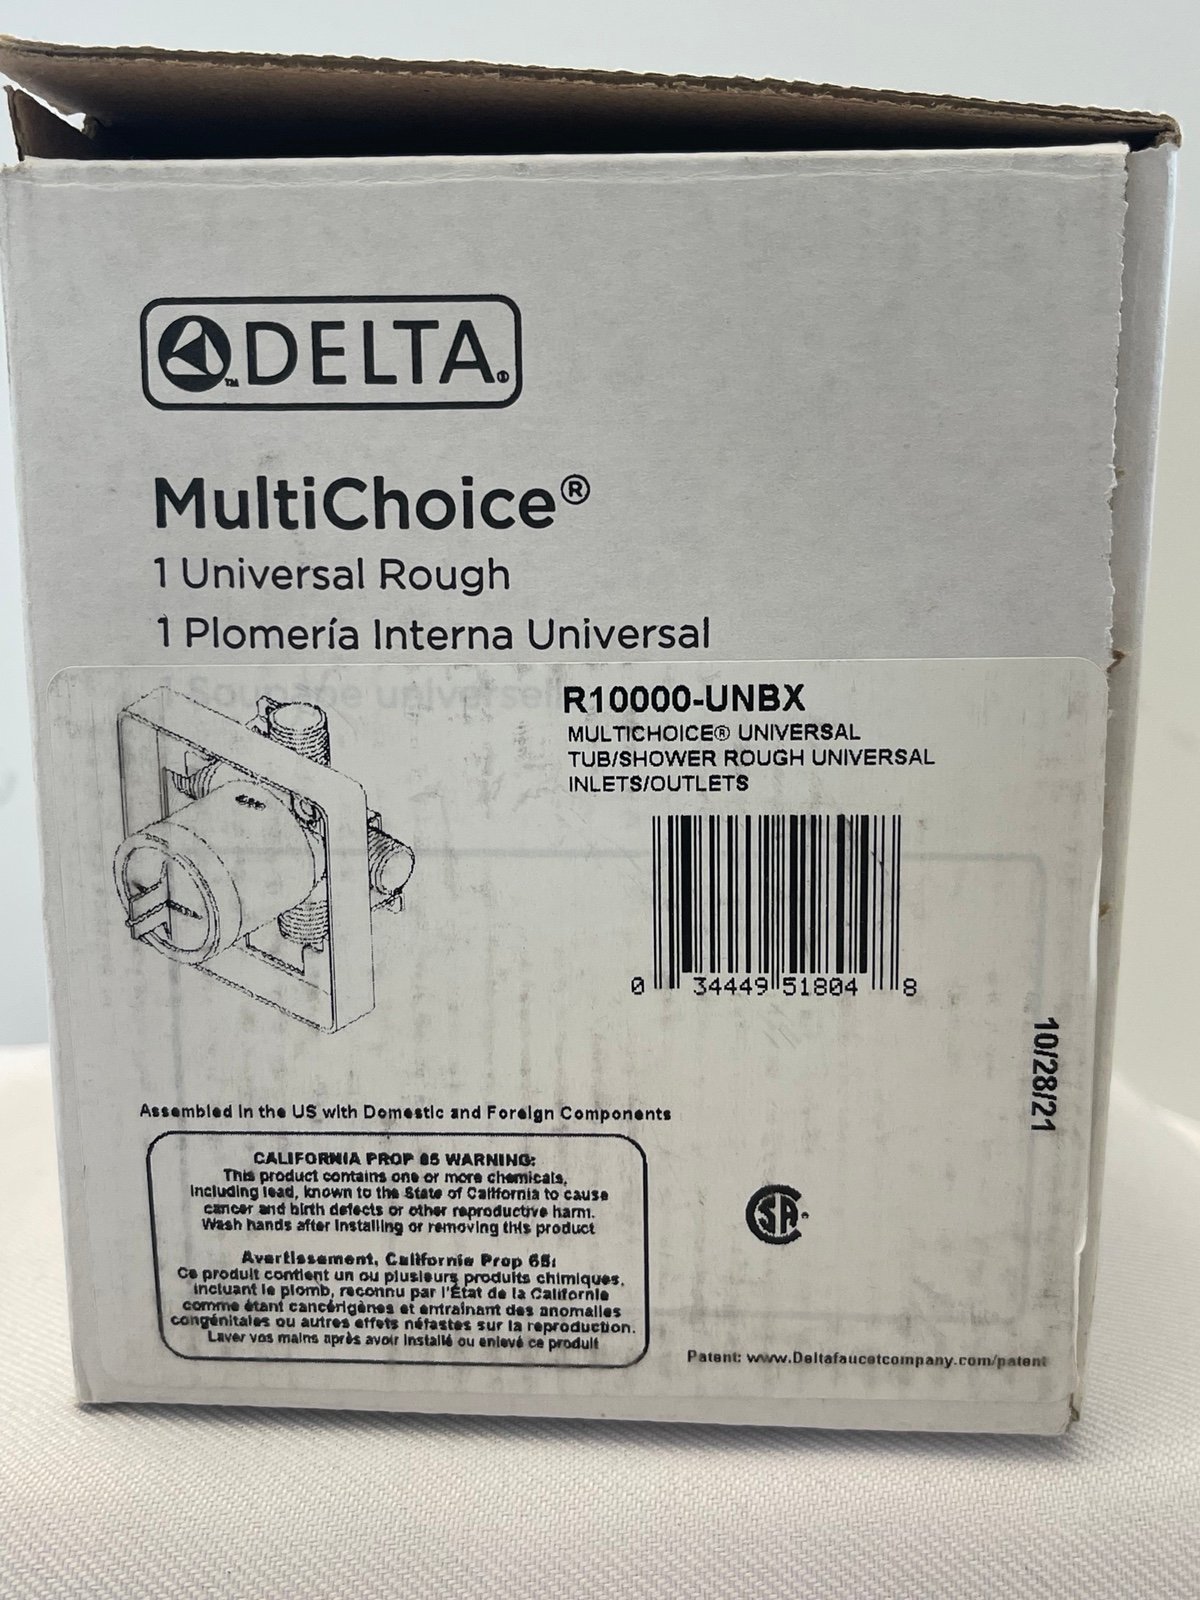 DELTA
MultiChoice®
1 Universal Rough
1 Plomería Interna Universal
1 Soupape universelle
R10000-UNBX
MULTICHOICE® UNIVERSAL
TUB/SHOWER ROUGH UNIVERSAL
INLETS/OUTLETS
0 34449 51804 8
10/28/21
Assembled in the US with Domestic and Foreign Components
CALIFORNIA PROP 65 WARNING:
This product contains one or more chemicals,
including lead, known to the State of California to cause
cancer and birth defects or other reproductive harm.
Wash hands after installing or removing this product
Avertissement, California Prop 65:
Ce produit contient un ou plusieurs produits chimiques,
incluant le plomb, reconnu par l'État de la Californie
comme étant cancérigènes et entraînant des anomalies
congénitales ou autres effets néfastes sur la reproduction.
Laver vos mains après avoir installé ou enlevé ce produit
CSA
Patent: www.Deltafaucetcompany.com/patent